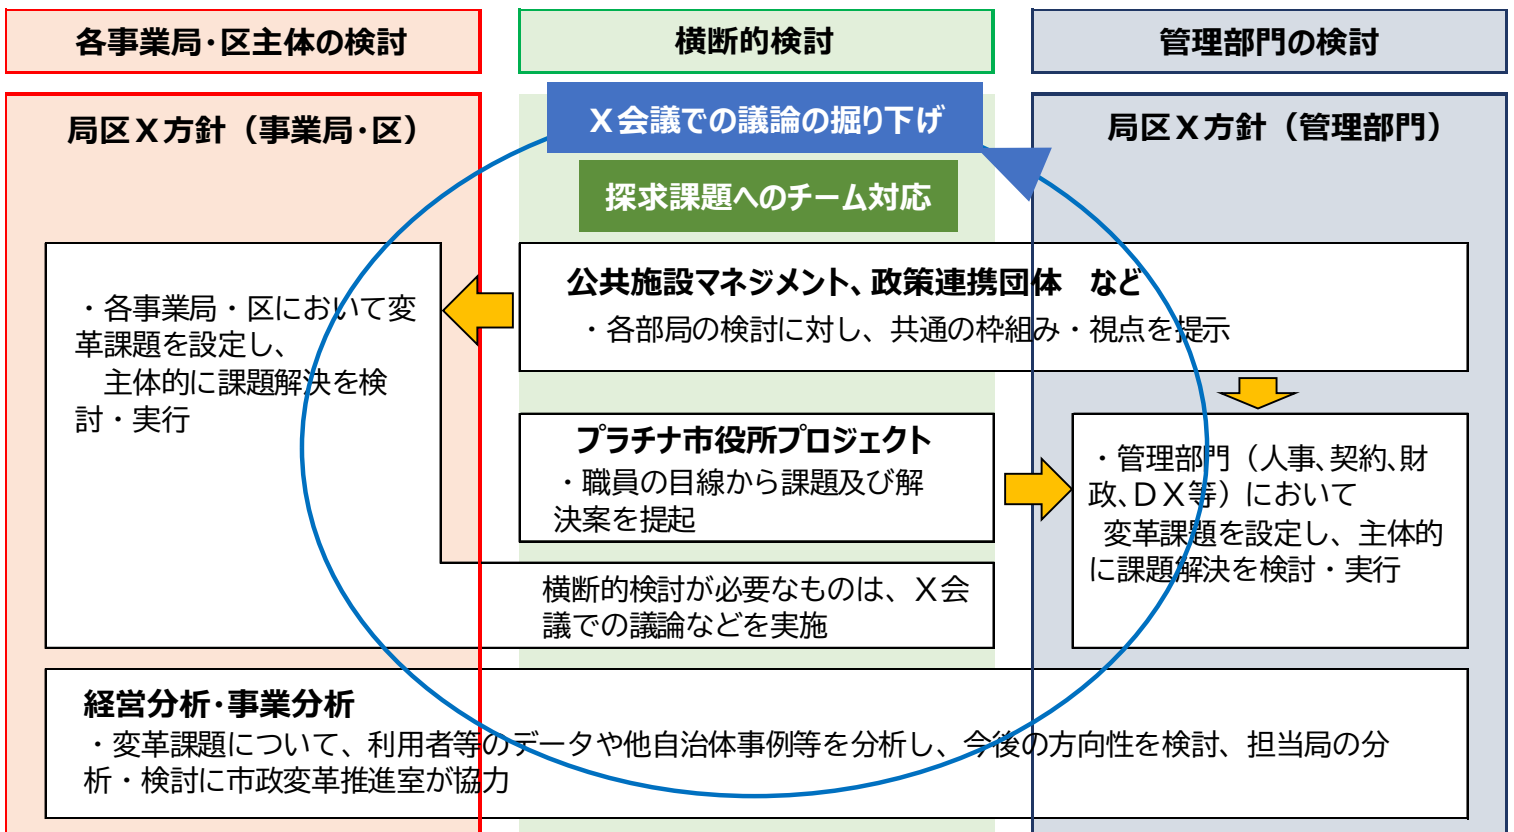 各事業局･区主体の検討
横断的検討
管理部門の検討
局区Ｘ方針（事業局･区）
Ｘ会議での議論の掘り下げ
局区Ｘ方針（管理部門）
探求課題へのチーム対応
公共施設マネジメント、政策連携団体　など
・各部局の検討に対し、共通の枠組み・視点を提示
・各事業局・区において変
革課題を設定し、
主体的に課題解決を検
討・実行
プラチナ市役所プロジェクト
・職員の目線から課題及び解
決案を提起
・管理部門（人事、契約、財
政、ＤＸ等）において
変革課題を設定し、主体的
に課題解決を検討・実行
横断的検討が必要なものは、Ｘ会
議での議論などを実施
経営分析･事業分析
・変革課題について、利用者等のデータや他自治体事例等を分析し、今後の方向性を検討、担当局の分
析・検討に市政変革推進室が協力